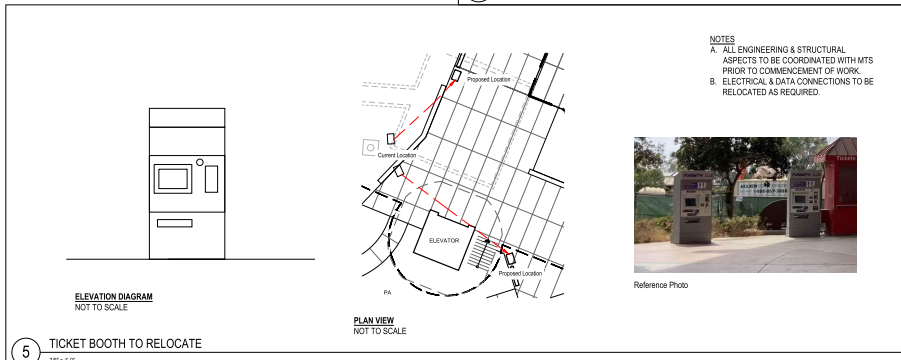 NOTES
A. ALL ENGINEERING & STRUCTURAL
ASPECTS TO BE COORDINATED WITH MTS
PRIOR TO COMMENCEMENT OF WORK.
B. ELECTRICAL & DATA CONNECTIONS TO BE
RELOCATED AS REQUIRED.
Proposed Location
Current Location
ELEVATOR
Proposed Location
PA
Tickets
Reference Photo
ELEVATION DIAGRAM
NOT TO SCALE
PLAN VIEW
NOT TO SCALE
5 TICKET BOOTH TO RELOCATE